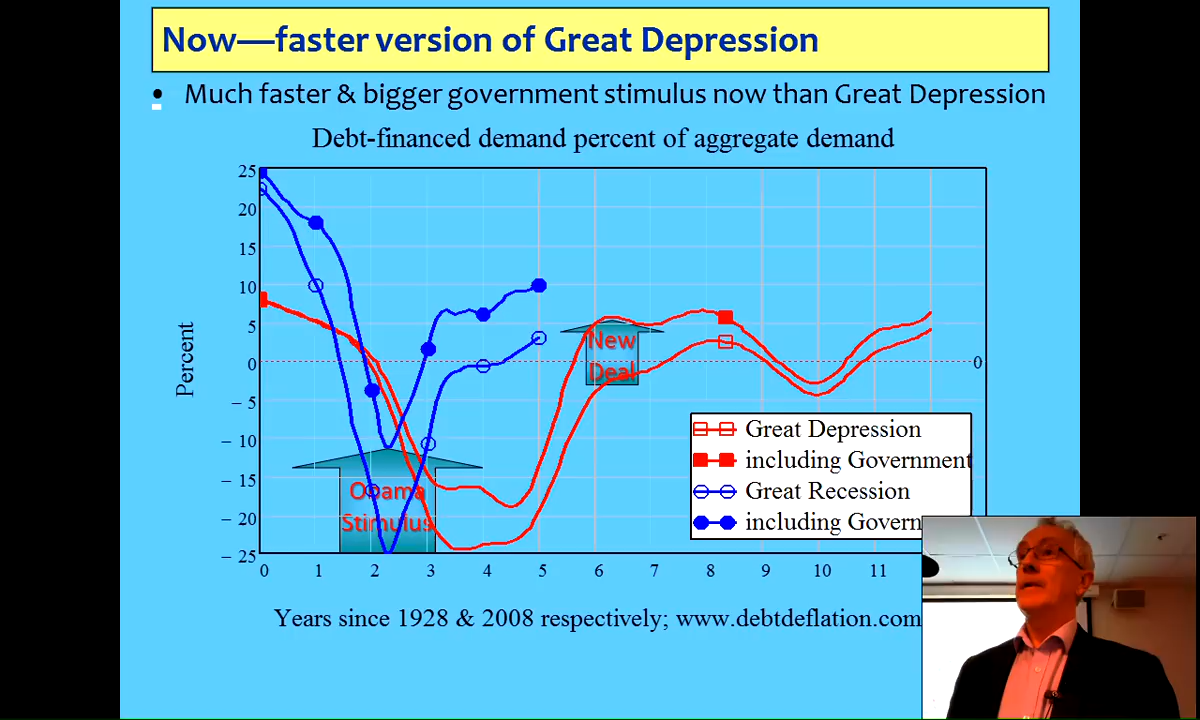 Now—faster version of Great Depression
• Much faster & bigger government stimulus now than Great Depression
Debt-financed demand percent of aggregate demand
25
20
15
10
5
0
– 5
– 10
– 15
– 20
– 25
Percent
0
New
Deal
Obama
Stimulus
Great Depression
including Government
Great Recession
including Govern
0 1 2 3 4 5 6 7 8 9 10 11
Years since 1928 & 2008 respectively; www.debtdeflation.com